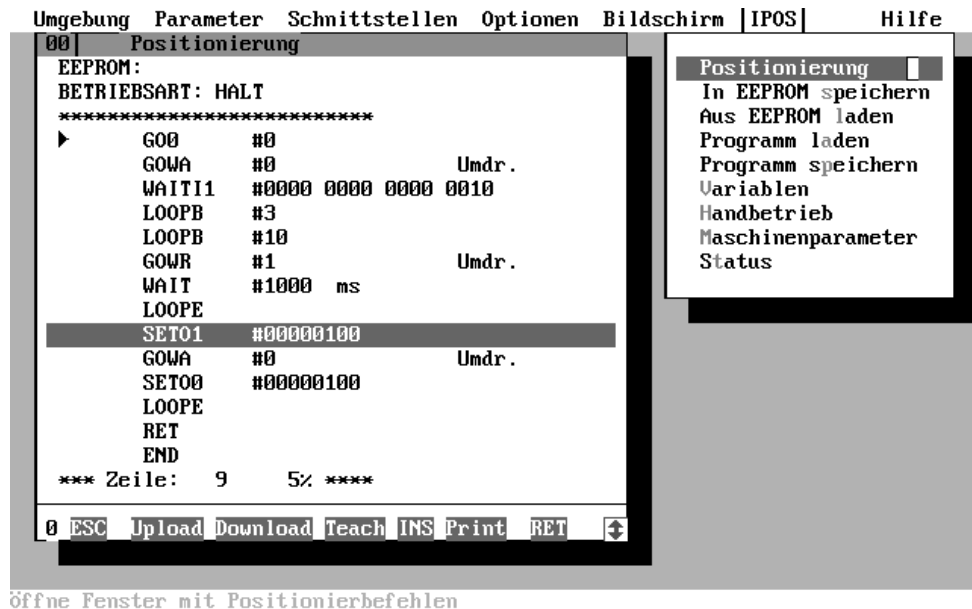 Umgebung Parameter Schnittstellen Optionen Bildschirm IPOS Hilfe
00 Positionierung
EEPROM:
BETRIEBSART: HALT
**************************
GO0 #0
GOWA #0 Umdr.
WAITI1 #0000 0000 0000 0010
LOOPB #3
LOOPB #10
GOWR #1 Umdr.
WAIT #1000 ms
LOOPE
SETO1 #00000100
GOWA #0 Umdr.
SETO0 #00000100
LOOPE
RET
END
*** Zeile: 9 5% ****
0 ESC Upload Download Teach INS Print RET
Positionierung
In EEPROM speichern
Aus EEPROM laden
Programm laden
Programm speichern
Variablen
Handbetrieb
Maschinenparameter
Status
Öffne Fenster mit Positionierbefehlen